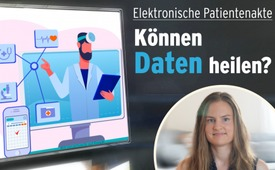 Elektronische Patientenakte
Können
Daten heilen?